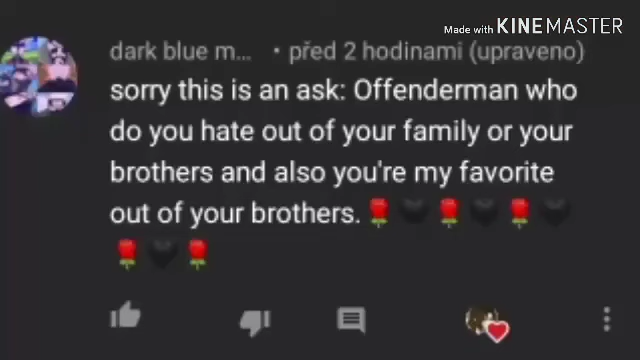 Made with KINEMASTER
dark blue m... • před 2 hodinami (upraveno)
sorry this is an ask: Offenderman who
do you hate out of your family or your
brothers and also you're my favorite
out of your brothers.🌹🖤🌹🖤🌹🖤
🌹🖤🌹